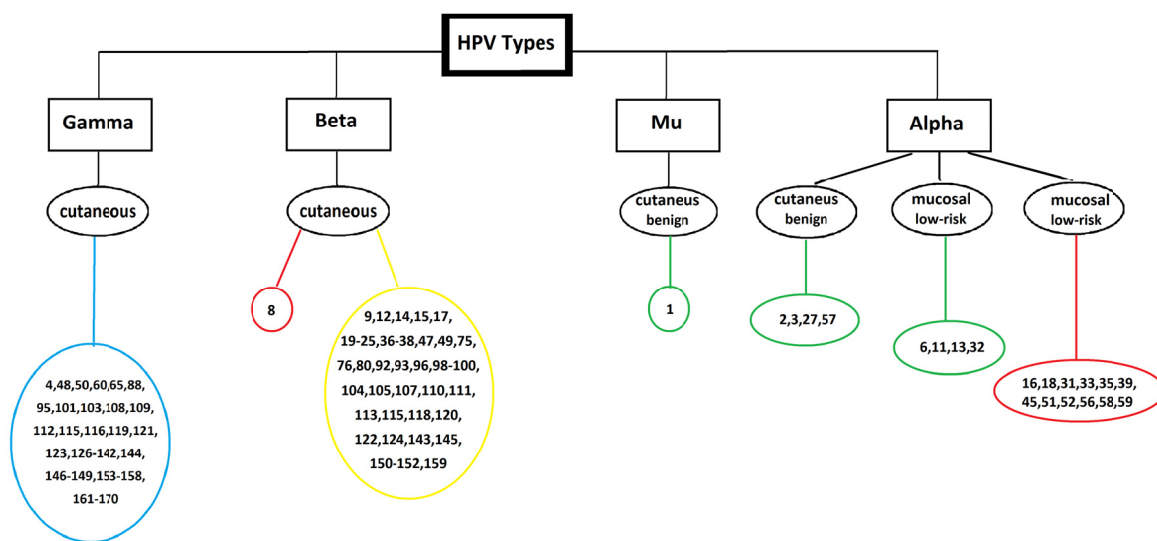 HPV Types
Gamma
Beta
Mu
Alpha
cutaneous
cutaneous
cutaneus
benign
cutaneus
benign
mucosal
low-risk
mucosal
low-risk
4,48,50,60,65,88,
95,101,103,108,109,
112,115,116,119,121,
123,126-142,144,
146-149,153-158,
161-170
8
9,12,14,15,17,
19-25,36-38,47,49,75,
76,80,92,93,96,98-100,
104,105,107,110,111,
113,115,118,120,
122,124,143,145,
150-152,159
1
2,3,27,57
6,11,13,32
16,18,31,33,35,39,
45,51,52,56,58,59